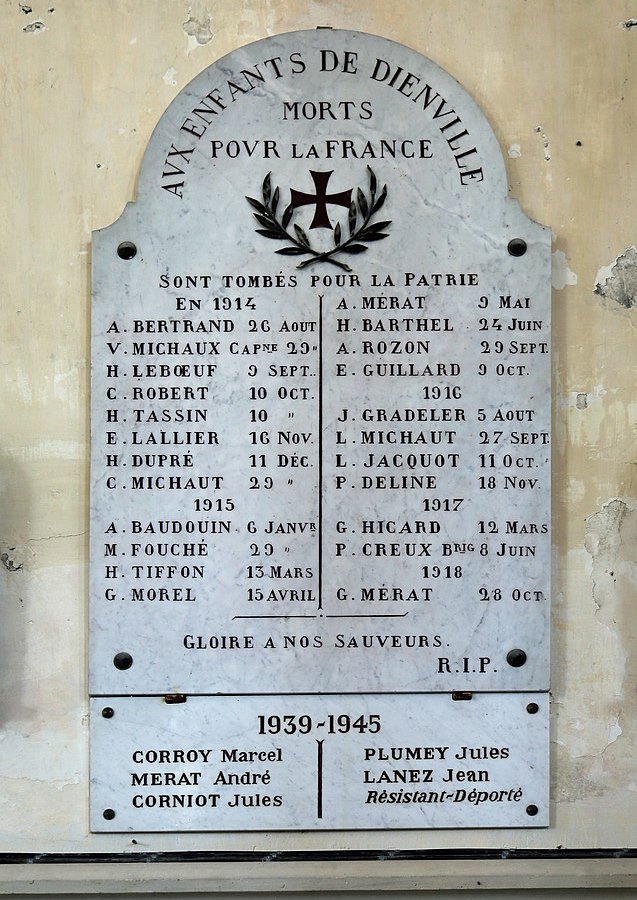 AVX ENFANTS DE DIENVILLE
MORTS
POVR LA FRANCE
SONT TOMBÉS POUR LA PATRIE
EN 1914
A. BERTRAND 26 AOUT
V. MICHAUX CAPNE 29 "
H. LEBŒUF 9 SEPT.
C. ROBERT 10 OCT.
H. TASSIN 10 "
E. LALLIER 16 NOV.
H. DUPRÉ 11 DÉC.
C. MICHAUT 29 "
1915
A. BAUDOUIN 6 JANVR
M. FOUCHÉ 29 "
H. TIFFON 13 MARS
G. MOREL 15 AVRIL
A. MÉRAT 9 MAI
H. BARTHEL 24 JUIN
A. ROZON 29 SEPT.
E. GUILLARD 9 OCT.
1916
J. GRADELER 5 AOUT
L. MICHAUT 27 SEPT.
L. JACQUOT 11 OCT.
P. DELINE 18 NOV.
1917
G. HICARD 12 MARS
P. CREUX BRIG 8 JUIN
1918
G. MÉRAT 28 OCT.
GLOIRE A NOS SAUVEURS.
R.I.P.
1939-1945
CORROY Marcel
MERAT André
CORNIOT Jules
PLUMEY Jules
LANEZ Jean
Résistant-Déporté